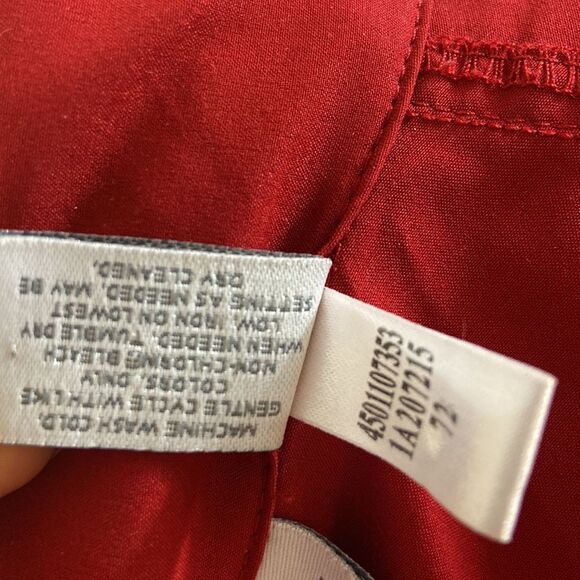 MACHINE WASH COLD
GENTLE CYCLE WITH LIKE
COLORS. ONLY
NON-CHLORINE BLEACH
WHEN NEEDED. TUMBLE DRY
LOW. IRON ON LOWEST
SETTING AS NEEDED. MAY BE
DRY CLEANED.
4501107353
1A207215
72